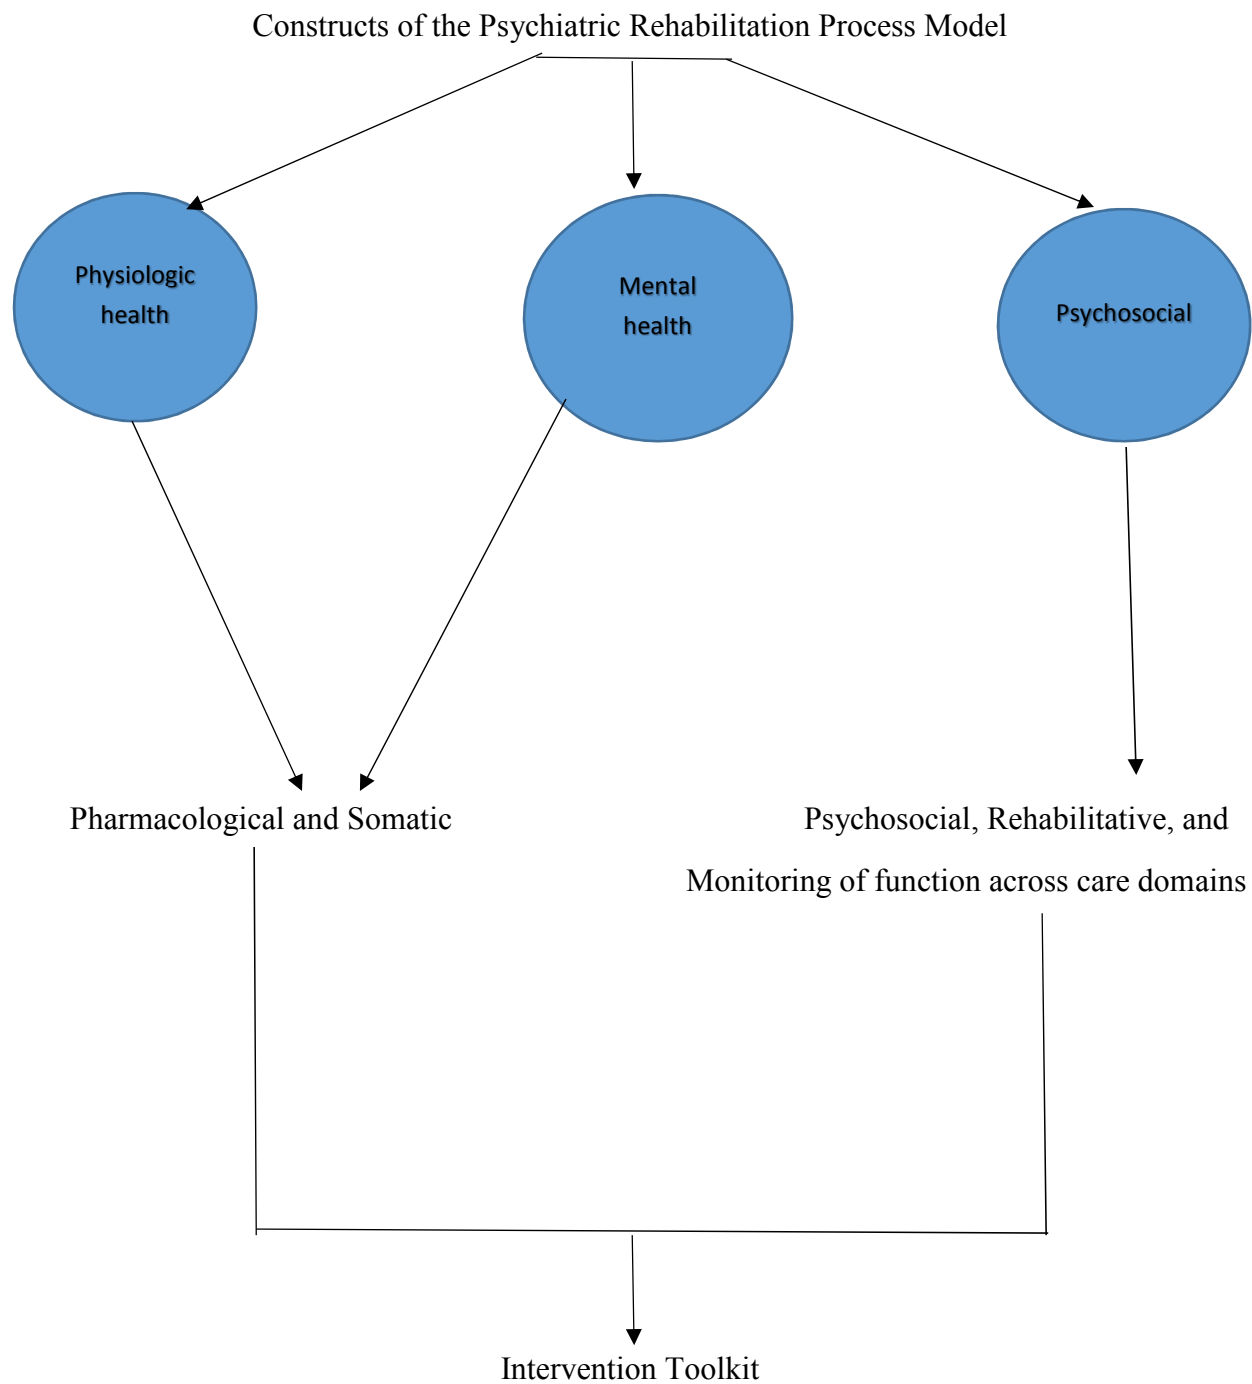 Constructs of the Psychiatric Rehabilitation Process Model
Physiologic
health
Mental
health
Psychosocial
Pharmacological and Somatic
Psychosocial, Rehabilitative, and
Monitoring of function across care domains
Intervention Toolkit